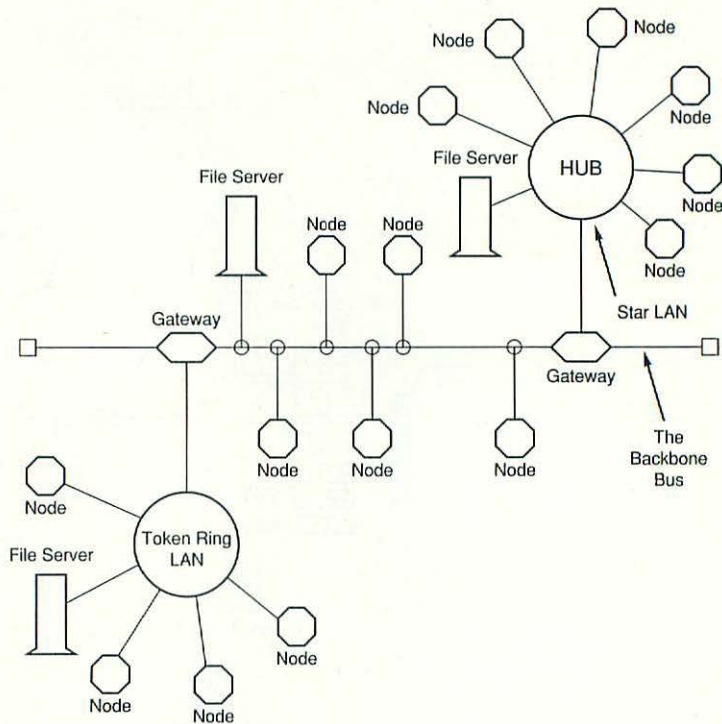 Node
Node
Node
Node
Node
File Server
HUB
File Server
Node
Node
Node
Node
Star LAN
Gateway
Gateway
Node
Node
Node
The
Backbone
Bus
Node
Token Ring
LAN
File Server
Node
Node
Node